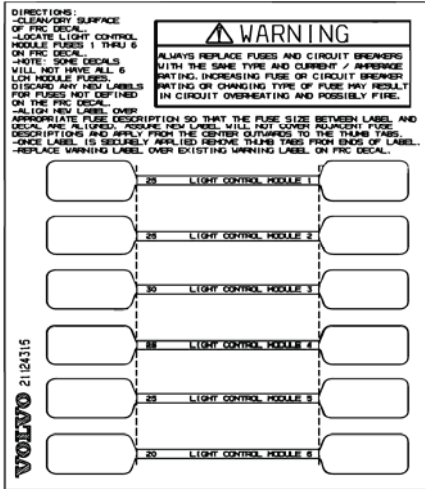 DIRECTIONS:
-CLEAN/DRY SURFACE
OF FRC DECAL.
-LOCATE LIGHT CONTROL
MODULE FUSES 1 THRU 6
ON FRC DECAL.
-NOTE: SOME DECALS
WILL NOT HAVE ALL 6
LCM MODULE FUSES.
DISCARD ANY NEW LABELS
FOR FUSES NOT DEFINED
ON THE FRC DECAL.
-ALIGN NEW LABEL OVER
APPROPRIATE FUSE DESCRIPTION SO THAT THE FUSE SIZE BETWEEN LABEL AND
DECAL ARE ALIGNED. ASSURE NEW LABEL WILL NOT COVER ADJACENT FUSE
DESCRIPTIONS AND APPLY FROM THE CENTER OUTWARDS TO THE THUMB TABS.
-ONCE LABEL IS SECURELY APPLIED REMOVE THUMB TABS FROM ENDS OF LABEL.
-REPLACE WARNING LABEL OVER EXISTING WARNING LABEL ON FRC DECAL.
WARNING
ALWAYS REPLACE FUSES AND CIRCUIT BREAKERS
WITH THE SAME TYPE AND CURRENT / AMPERAGE
RATING. INCREASING FUSE OR CIRCUIT BREAKER
RATING OR CHANGING TYPE OF FUSE MAY RESULT
IN CIRCUIT OVERHEATING AND POSSIBLY FIRE.
25 LIGHT CONTROL MODULE 1
25 LIGHT CONTROL MODULE 2
30 LIGHT CONTROL MODULE 3
LIGHT CONTROL MODULE 4
25 LIGHT CONTROL MODULE 5
20 LIGHT CONTROL MODULE 6
VOLVO 21124315